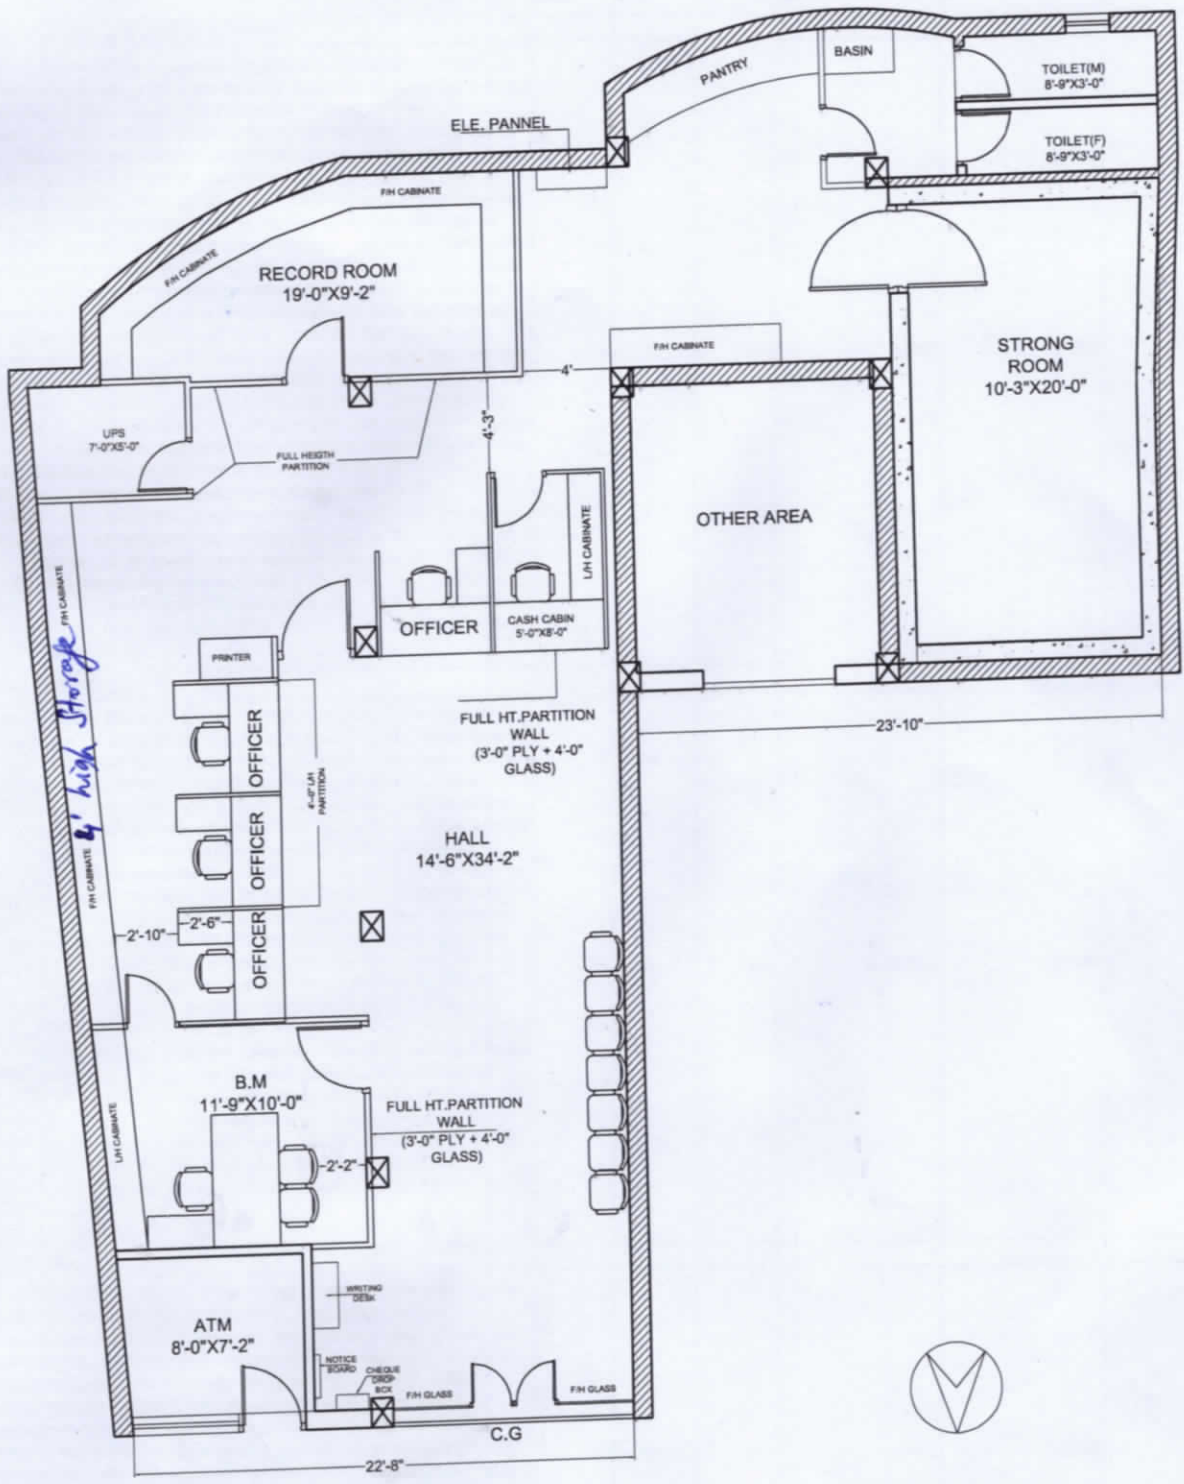 BASIN
PANTRY
TOILET(M)
8'-9"X3'-0"
TOILET(F)
8'-9"X3'-0"
ELE. PANNEL
F/H CABINATE
F/H CABINATE
RECORD ROOM
19'-0"X9'-2"
F/H CABINATE
STRONG
ROOM
10'-3"X20'-0"
4'
4'-3"
UPS
7'-0"X5'-0"
FULL HEIGTH
PARTITION
OTHER AREA
L/H CABINATE
F/H CABINATE
4' high Storage
F/H CABINATE
OFFICER
CASH CABIN
5'-0"X8'-0"
PRINTER
OFFICER
OFFICER
OFFICER
4'-0" L/H
PARTITION
FULL HT.PARTITION
WALL
(3'-0" PLY + 4'-0"
GLASS)
23'-10"
HALL
14'-6"X34'-2"
2'-10"
2'-6"
B.M
11'-9"X10'-0"
L/H CABINATE
FULL HT.PARTITION
WALL
(3'-0" PLY + 4'-0"
GLASS)
2'-2"
WRITING
DESK
ATM
8'-0"X7'-2"
NOTICE
BOARD
CHEQUE
DROP
BOX
F/H GLASS
F/H GLASS
C.G
22'-8"